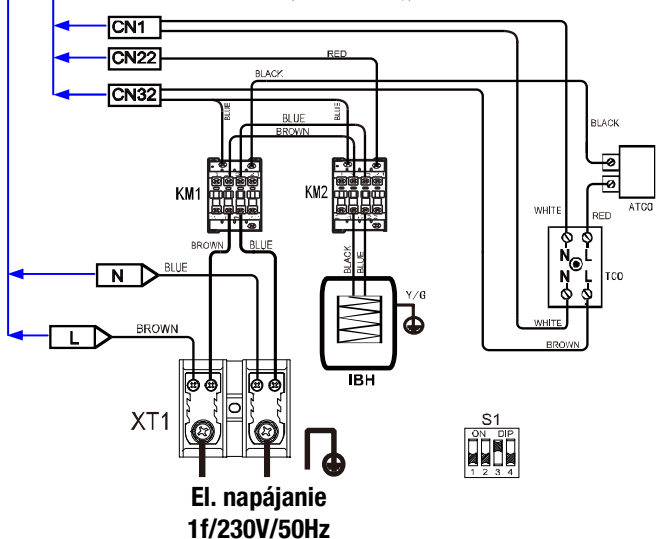 CN1
CN22
RED
BLACK
CN32
BLUE
BLUE
BLUE
BROWN
BLACK
KM1
KM2
ATCO
WHITE
RED
BROWN
BLUE
BLACK
BLUE
N L
N L
TCO
N
BLUE
Y/G
L
BROWN
WHITE
BROWN
IBH
XT1
S1
ON DIP
1 2 3 4
El. napájanie
1f/230V/50Hz